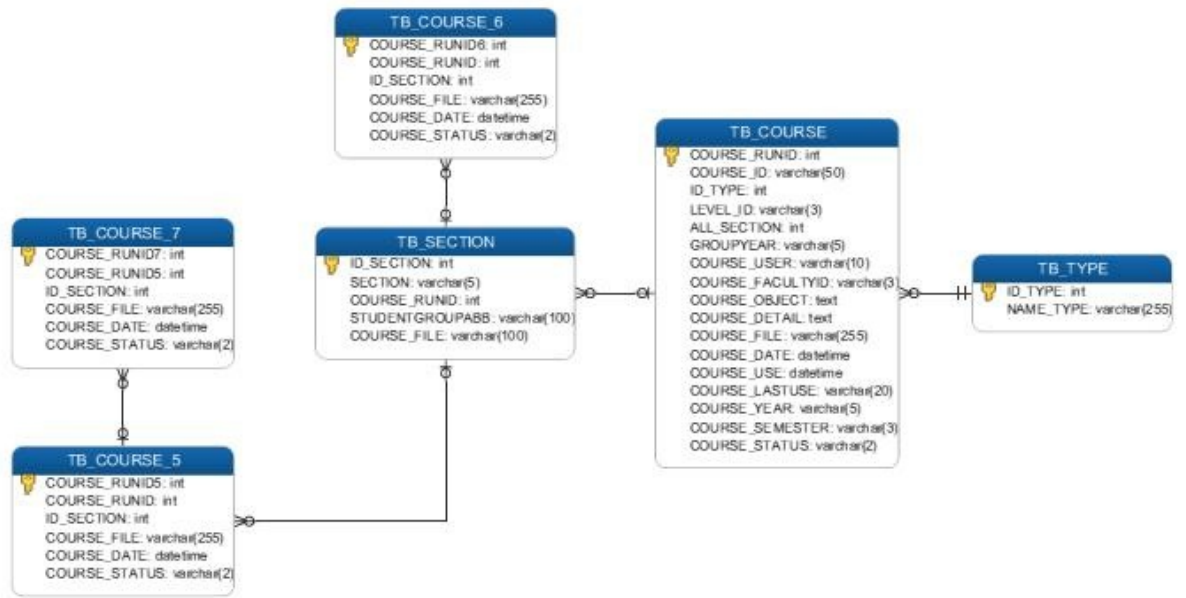 TB_COURSE_6
COURSE_RUNID6: int
COURSE_RUNID: int
ID_SECTION: int
COURSE_FILE: varchar(255)
COURSE_DATE: datetime
COURSE_STATUS: varchar(2)
TB_COURSE
COURSE_RUNID: int
COURSE_ID: varchar(50)
ID_TYPE: int
LEVEL_ID: varchar(3)
ALL_SECTION: int
GROUPYEAR: varchar(5)
COURSE_USER: varchar(10)
COURSE_FACULTYID: varchar(3)
COURSE_OBJECT: text
COURSE_DETAIL: text
COURSE_FILE: varchar(255)
COURSE_DATE: datetime
COURSE_USE: datetime
COURSE_LASTUSE: varchar(20)
COURSE_YEAR: varchar(5)
COURSE_SEMESTER: varchar(3)
COURSE_STATUS: varchar(2)
TB_COURSE_7
COURSE_RUNID7: int
COURSE_RUNID5: int
ID_SECTION: int
COURSE_FILE: varchar(255)
COURSE_DATE: datetime
COURSE_STATUS: varchar(2)
TB_SECTION
ID_SECTION: int
SECTION: varchar(5)
COURSE_RUNID: int
STUDENTGROUPABB: varchar(100)
COURSE_FILE: varchar(100)
TB_TYPE
ID_TYPE: int
NAME_TYPE: varchar(255)
TB_COURSE_5
COURSE_RUNID5: int
COURSE_RUNID: int
ID_SECTION: int
COURSE_FILE: varchar(255)
COURSE_DATE: datetime
COURSE_STATUS: varchar(2)